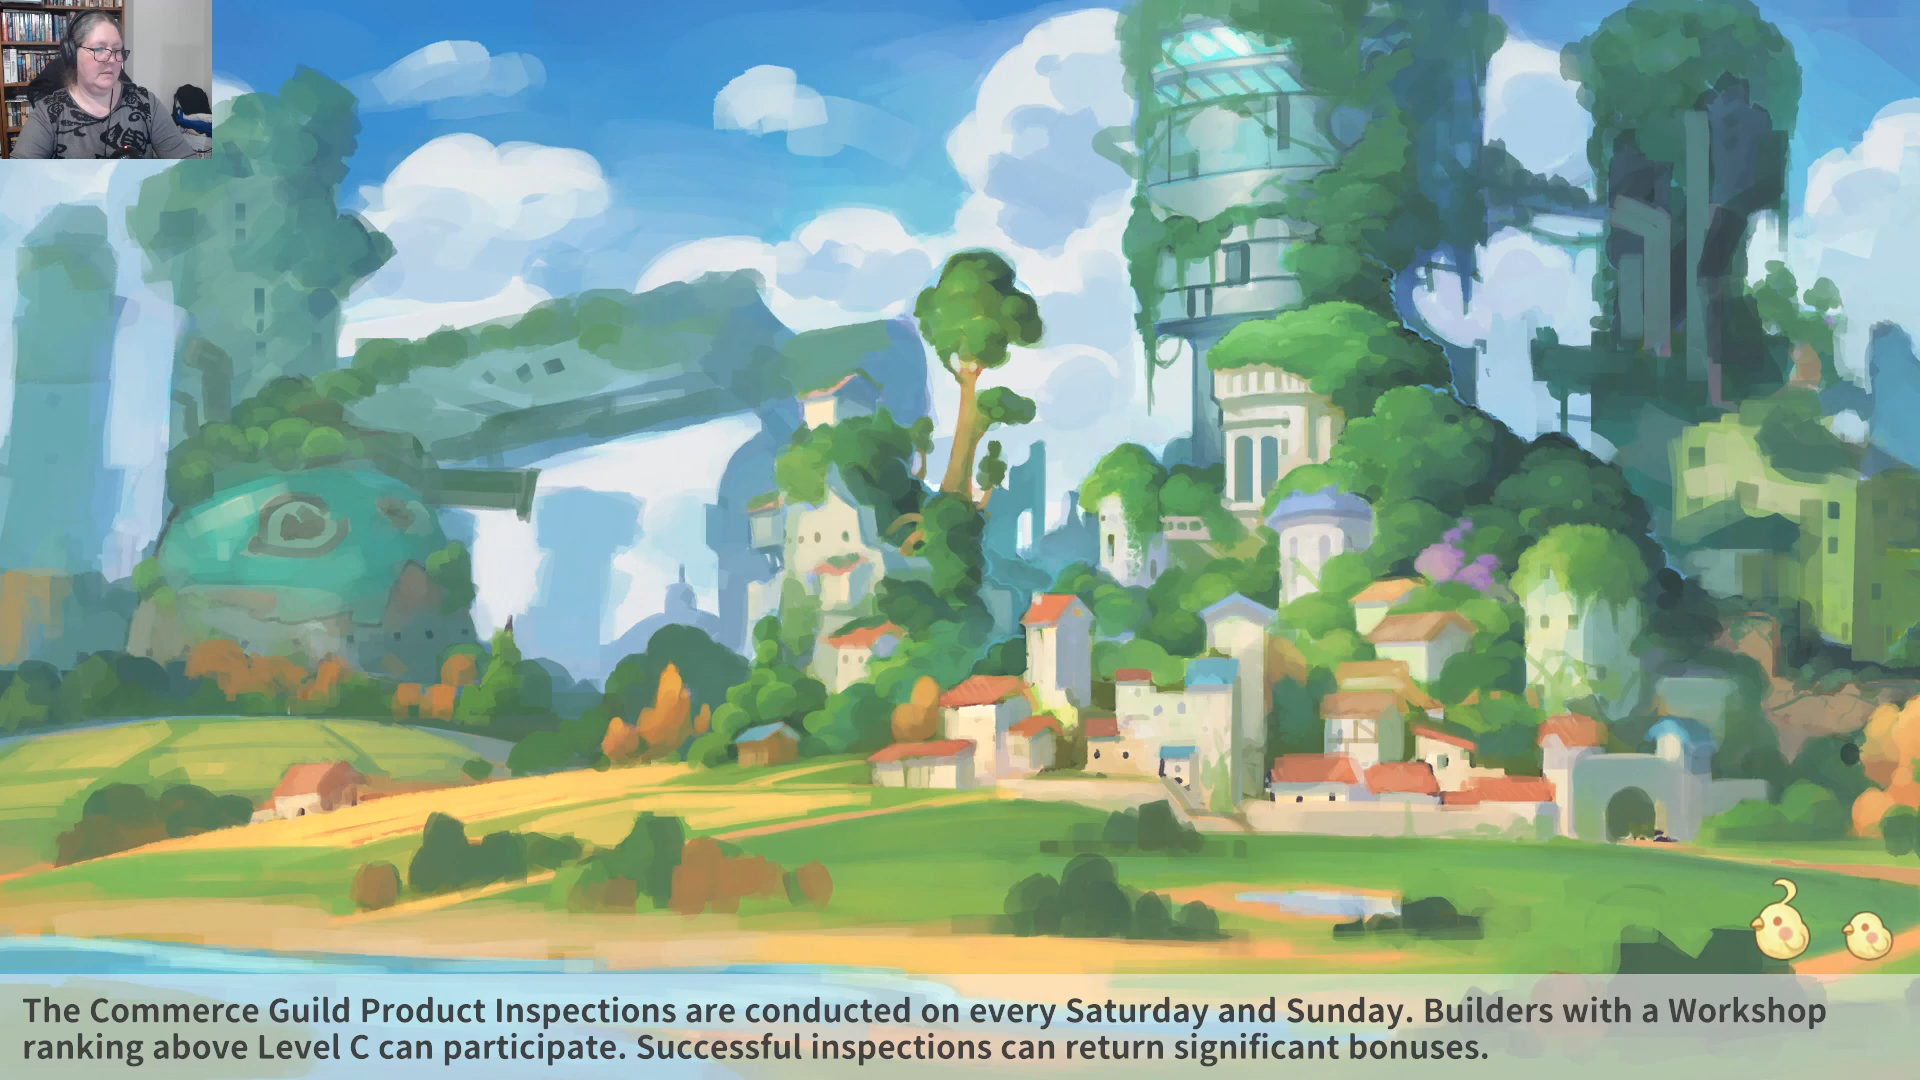 The Commerce Guild Product Inspections are conducted on every Saturday and Sunday. Builders with a Workshop
ranking above Level C can participate. Successful inspections can return significant bonuses.